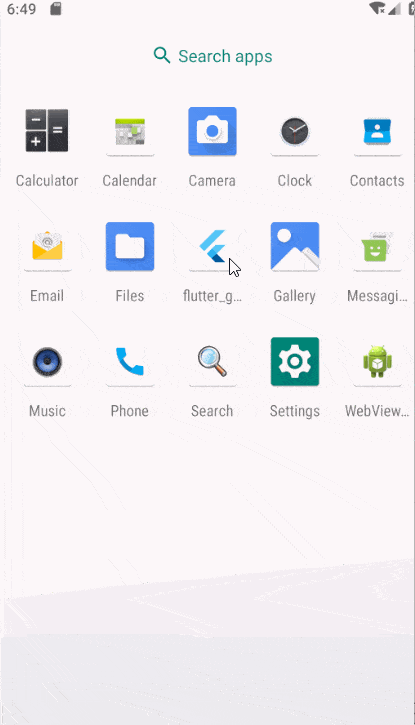 6:49
Search apps
Calculator Calendar Camera Clock Contacts
Email Files flutter_g... Gallery Messagi...
Music Phone Search Settings WebView...